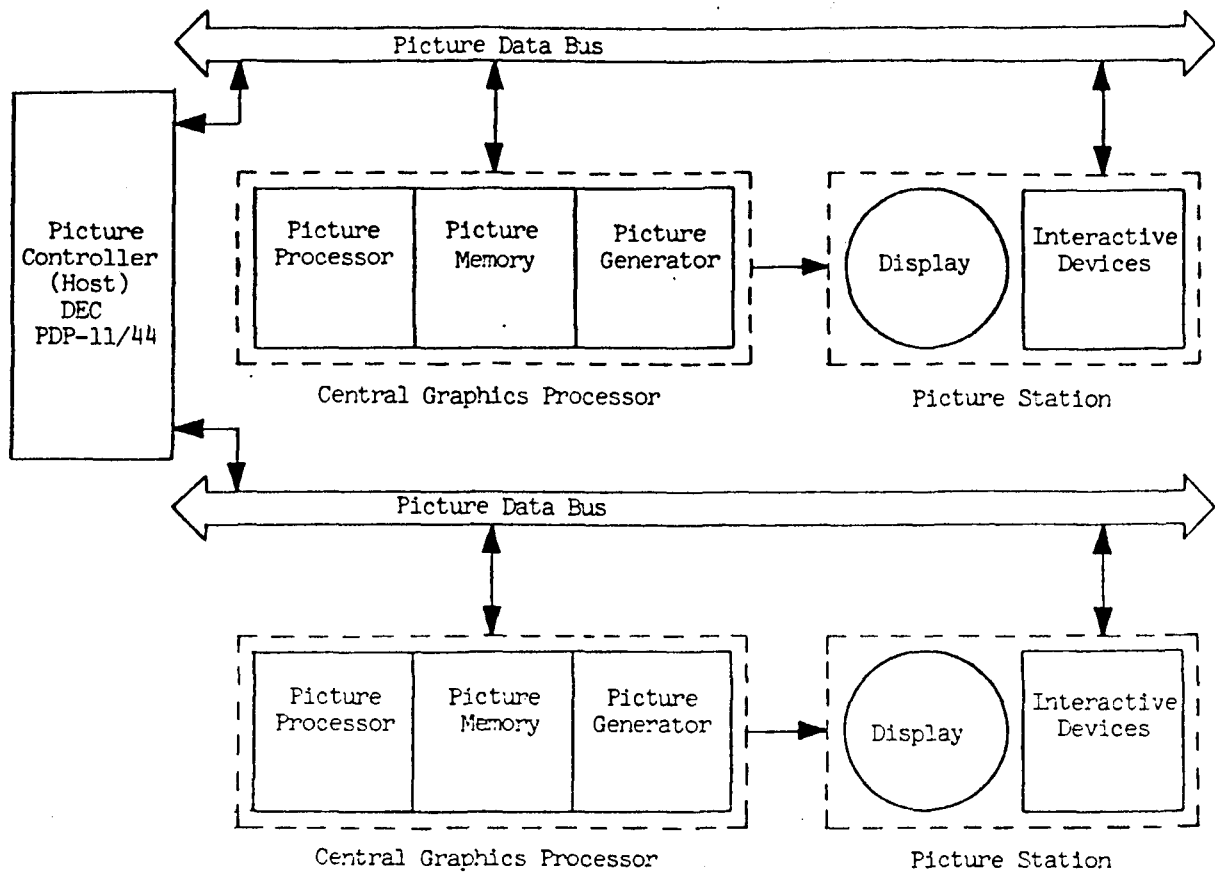 Picture Data Bus
Picture
Controller
(Host)
DEC
PDP-11/44
Picture
Processor
Picture
Memory
Picture
Generator
Display
Interactive
Devices
Central Graphics Processor
Picture Station
Picture Data Bus
Picture
Processor
Picture
Memory
Picture
Generator
Display
Interactive
Devices
Central Graphics Processor
Picture Station